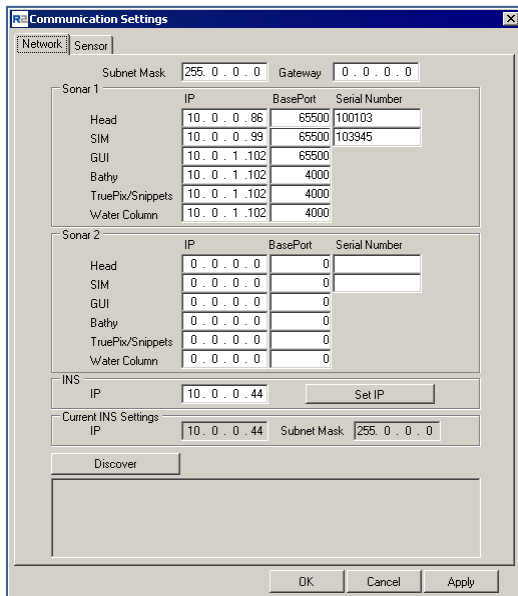 R2 Communication Settings
Network Sensor
Subnet Mask 255. 0 . 0 . 0 Gateway 0 . 0 . 0 . 0
Sonar 1
IP BasePort Serial Number
Head 10 . 0 . 0 . 86 65500 100103
SIM 10 . 0 . 0 . 99 65500 103945
GUI 10 . 0 . 1 . 102 65500
Bathy 10 . 0 . 1 . 102 4000
TruePix/Snippets 10 . 0 . 1 . 102 4000
Water Column 10 . 0 . 1 . 102 4000
Sonar 2
IP BasePort Serial Number
Head 0 . 0 . 0 . 0 0
SIM 0 . 0 . 0 . 0 0
GUI 0 . 0 . 0 . 0 0
Bathy 0 . 0 . 0 . 0 0
TruePix/Snippets 0 . 0 . 0 . 0 0
Water Column 0 . 0 . 0 . 0 0
INS
IP 10 . 0 . 0 . 44 Set IP
Current INS Settings
IP 10 . 0 . 0 . 44 Subnet Mask 255. 0 . 0 . 0
Discover
OK Cancel Apply